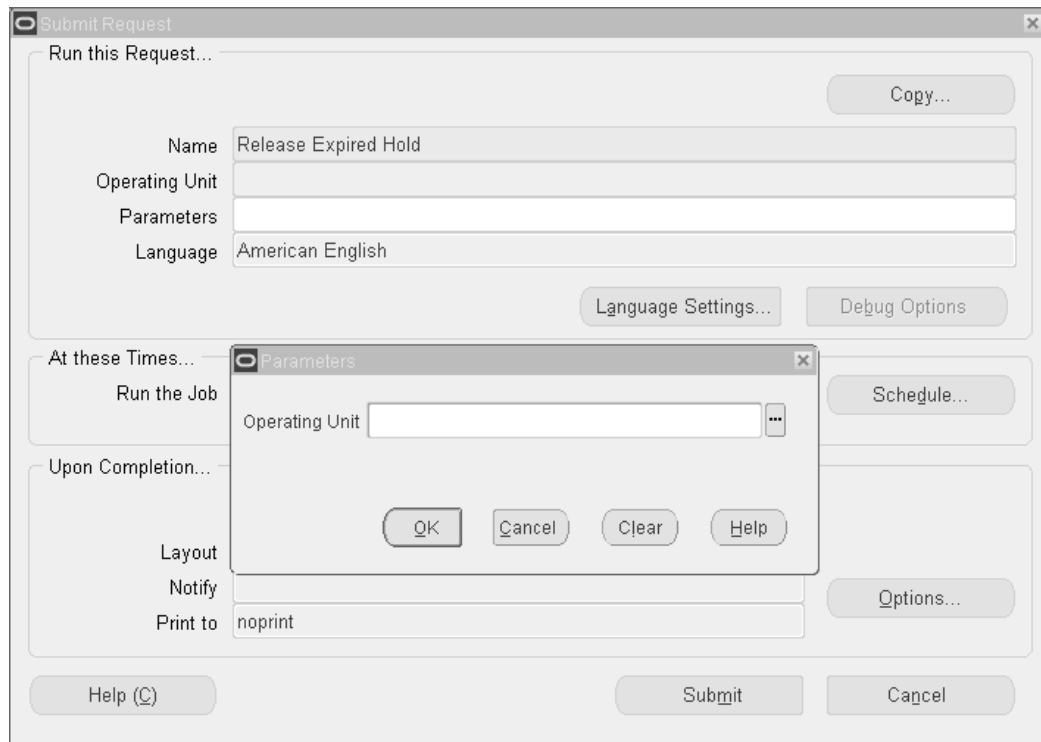 Submit Request
Run this Request...
Copy...
Name Release Expired Hold
Operating Unit
Parameters
Language American English
Language Settings... Debug Options
At these Times...
Run the Job
Schedule...
Parameters
Operating Unit ...
OK Cancel Clear Help
Upon Completion...
Layout
Notify
Options...
Print to noprint
Help (C) Submit Cancel